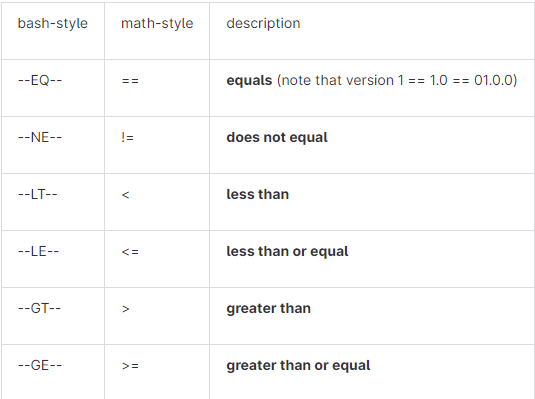 bash-style math-style description
--EQ-- == equals (note that version 1 == 1.0 == 01.0.0)
--NE-- != does not equal
--LT-- < less than
--LE-- <= less than or equal
--GT-- > greater than
--GE-- >= greater than or equal